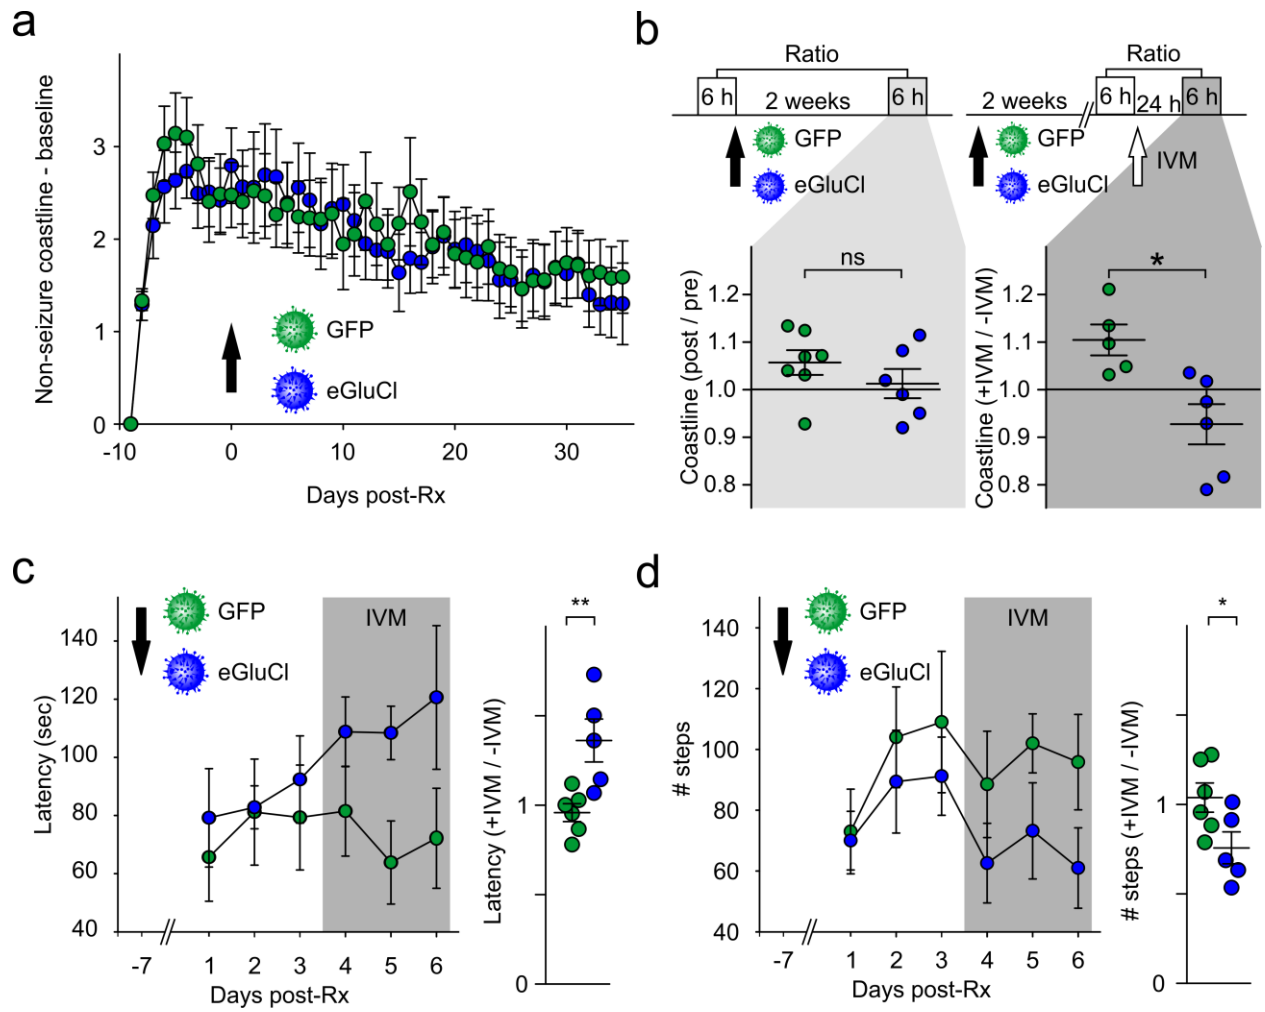 a
Non-seizure coastline - baseline
3
2
1
0
-10
0
10
20
30
Days post-Rx
GFP
eGluCl
b
Ratio
6 h
2 weeks
6 h
GFP
eGluCl
Ratio
2 weeks
6 h
24 h
6 h
GFP
eGluCl
IVM
ns
Coastline (post / pre)
1.2
1.1
1.0
0.9
0.8
*
Coastline (+IVM / -IVM)
1.2
1.1
1.0
0.9
0.8
c
GFP
eGluCl
IVM
Latency (sec)
140
120
100
80
60
40
-7
1
2
3
4
5
6
Days post-Rx
**
Latency (+IVM / -IVM)
1
0
d
GFP
eGluCl
IVM
# steps
140
120
100
80
60
40
-7
1
2
3
4
5
6
Days post-Rx
*
# steps (+IVM / -IVM)
1
0